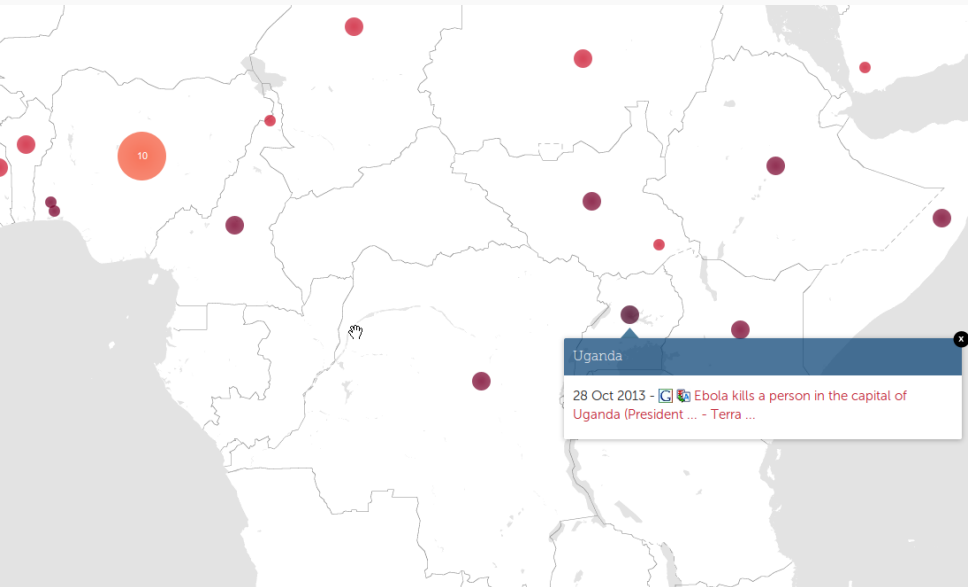 10
Uganda
x
28 Oct 2013 - G Ebola kills a person in the capital of
Uganda (President ... - Terra ...